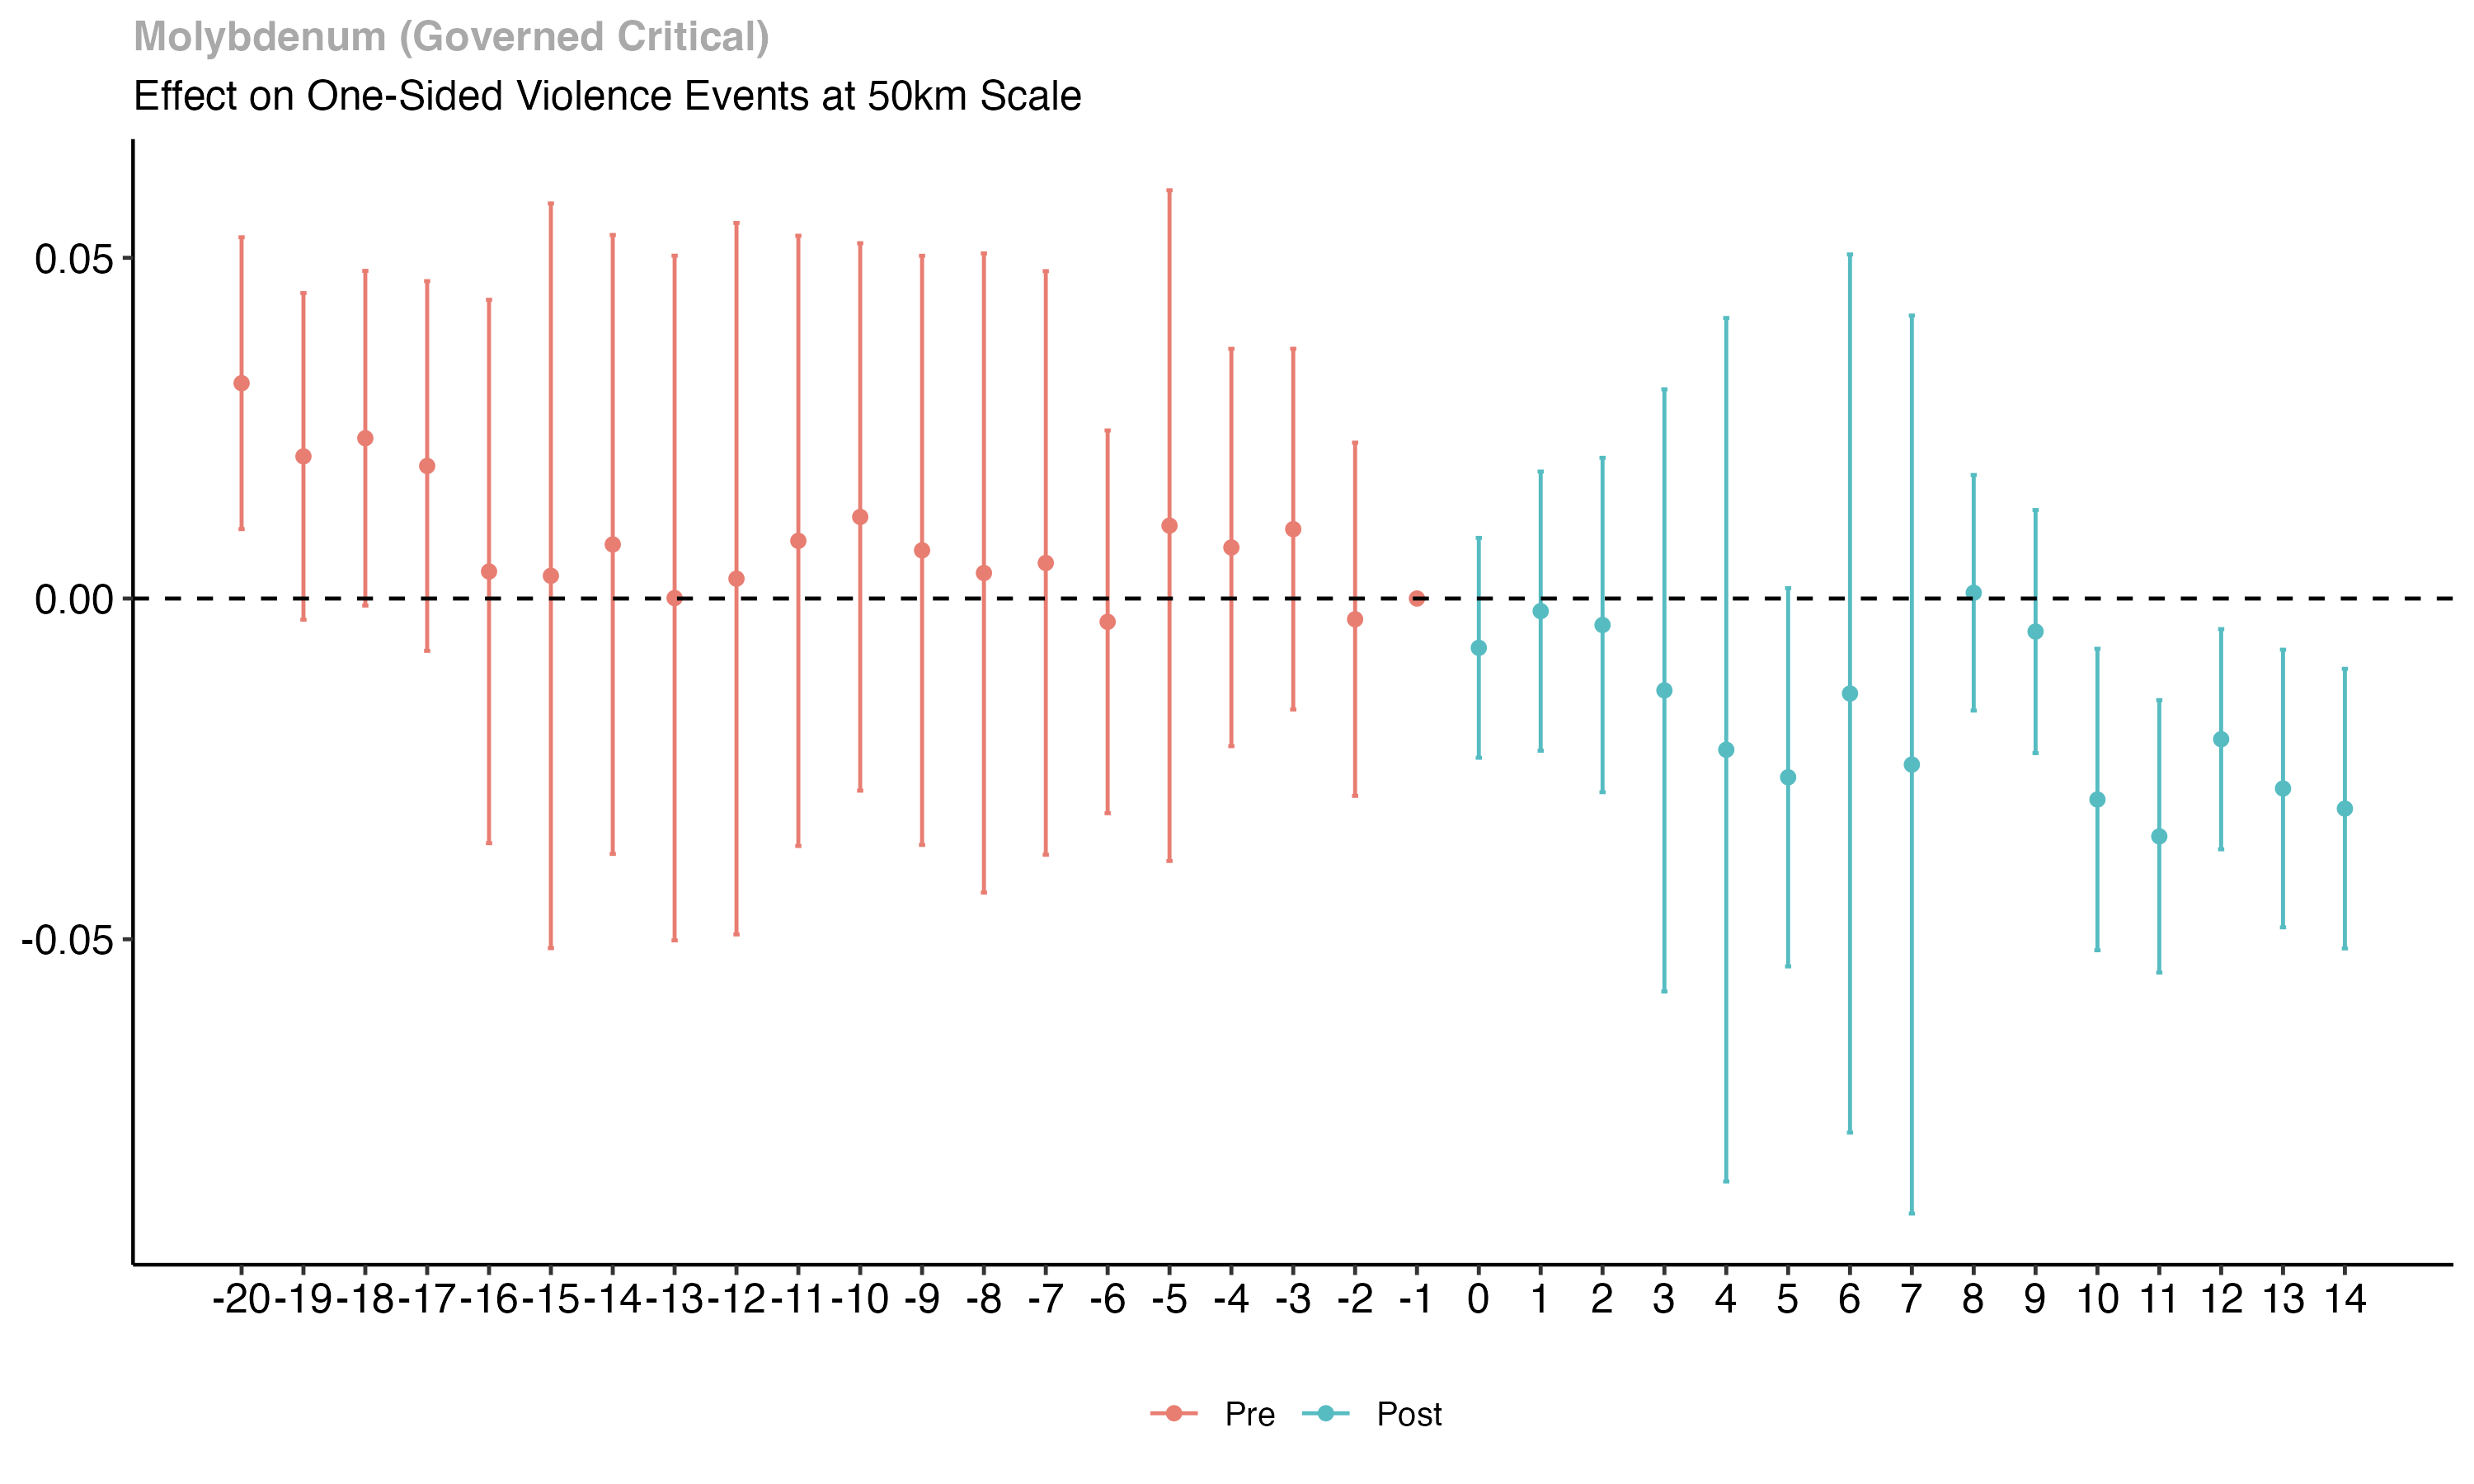 Molybdenum (Governed Critical)
Effect on One-Sided Violence Events at 50km Scale
0.05
0.00
-0.05
-20 -19 -18 -17 -16 -15 -14 -13 -12 -11 -10 -9 -8 -7 -6 -5 -4 -3 -2 -1 0 1 2 3 4 5 6 7 8 9 10 11 12 13 14
Pre Post